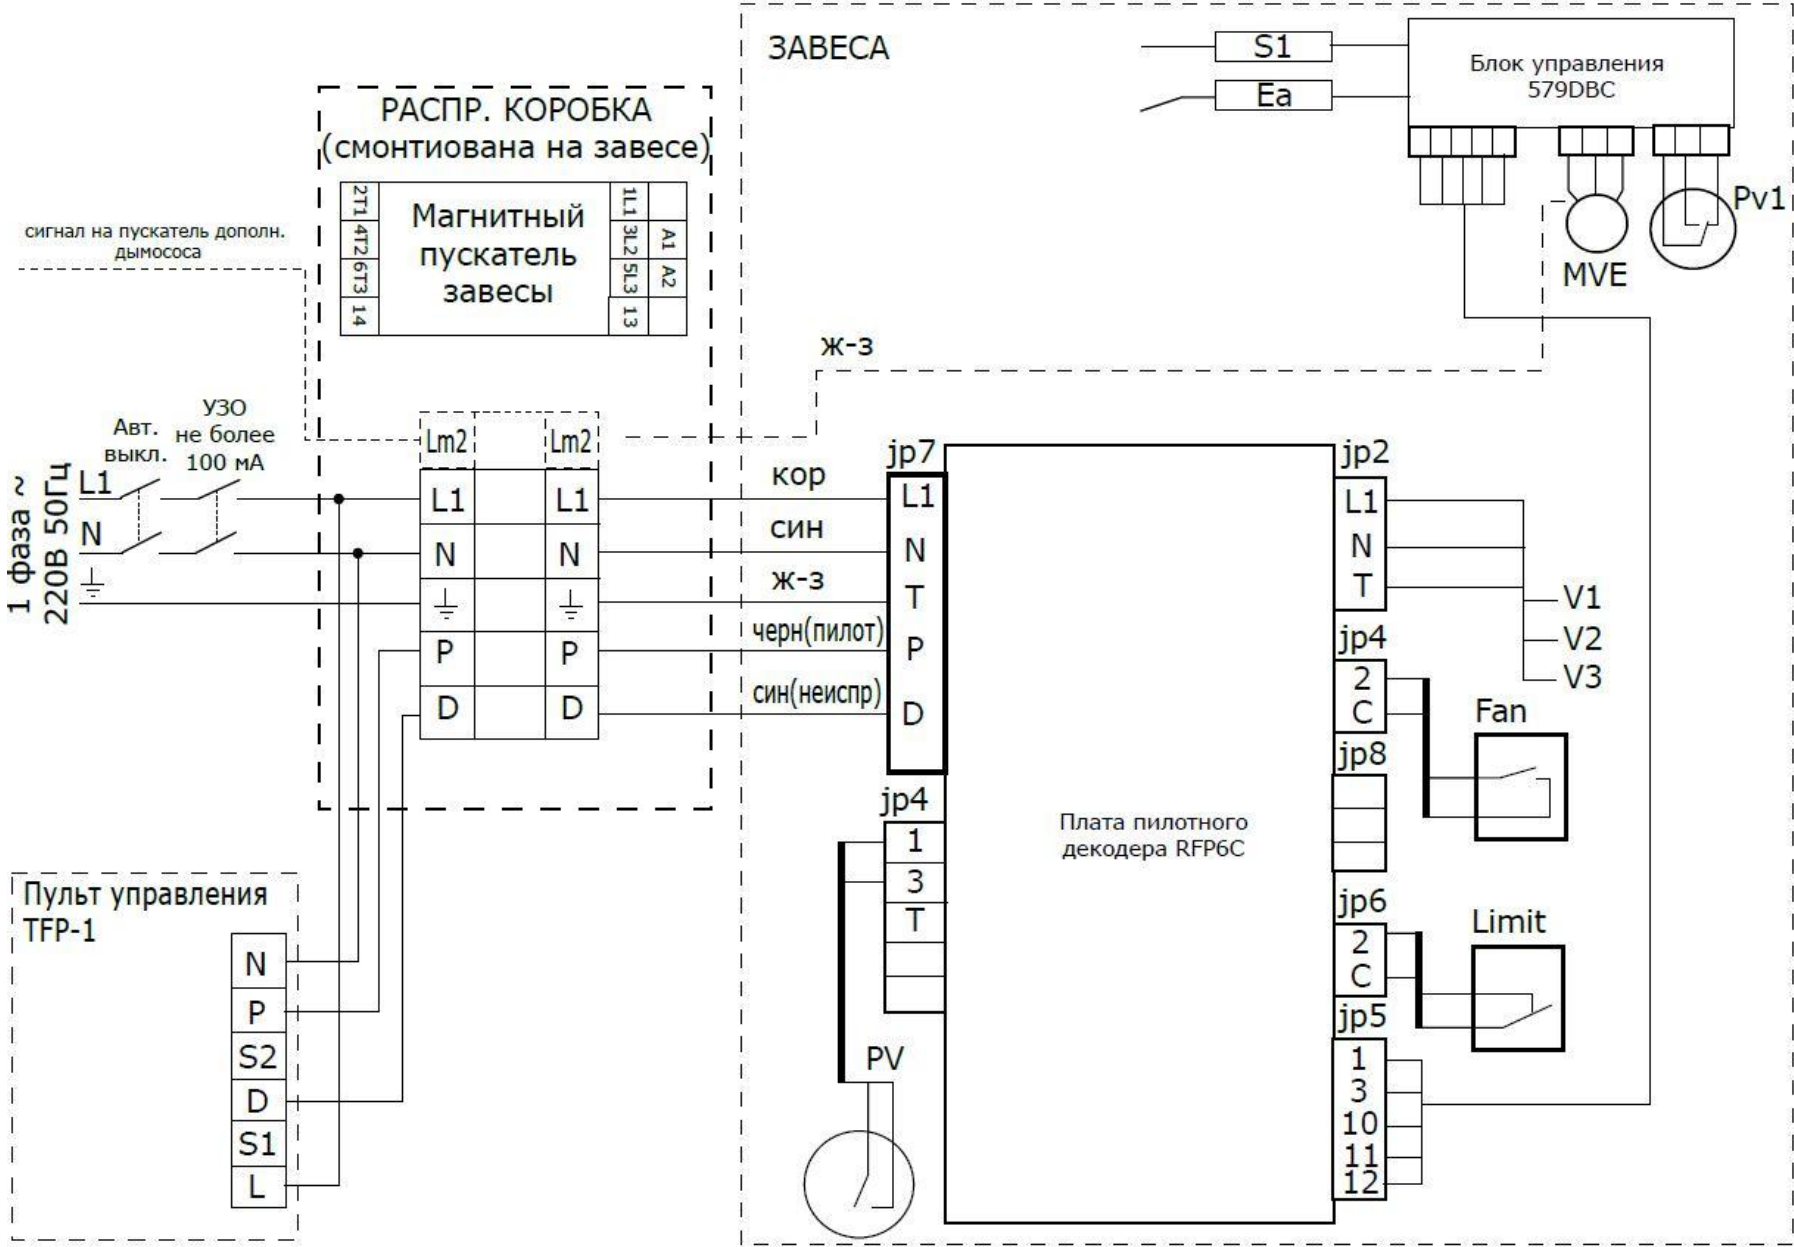 ЗАВЕСА
S1
Ea
Блок управления
579DBC
Pv1
MVE
РАСПР. КОРОБКА
(смонтиована на завесе)
2T1
4T2
6T3
14
Магнитный
пускатель
завесы
1L1
3L2
5L3
13
A1
A2
сигнал на пускатель дополн.
дымососа
ж-з
1 фаза ~
220В 50Гц
L1
N
Авт.
выкл.
УЗО
не более
100 мА
Lm2
Lm2
L1
L1
N
N
P
P
D
D
кор
син
ж-з
черн(пилот)
син(неиспр)
jp7
L1
N
T
P
D
jp4
1
3
T
PV
Плата пилотного
декодера RFP6C
jp2
L1
N
T
V1
V2
V3
jp4
2
C
Fan
jp8
jp6
2
C
Limit
jp5
1
3
10
11
12
Пульт управления
TFP-1
N
P
S2
D
S1
L